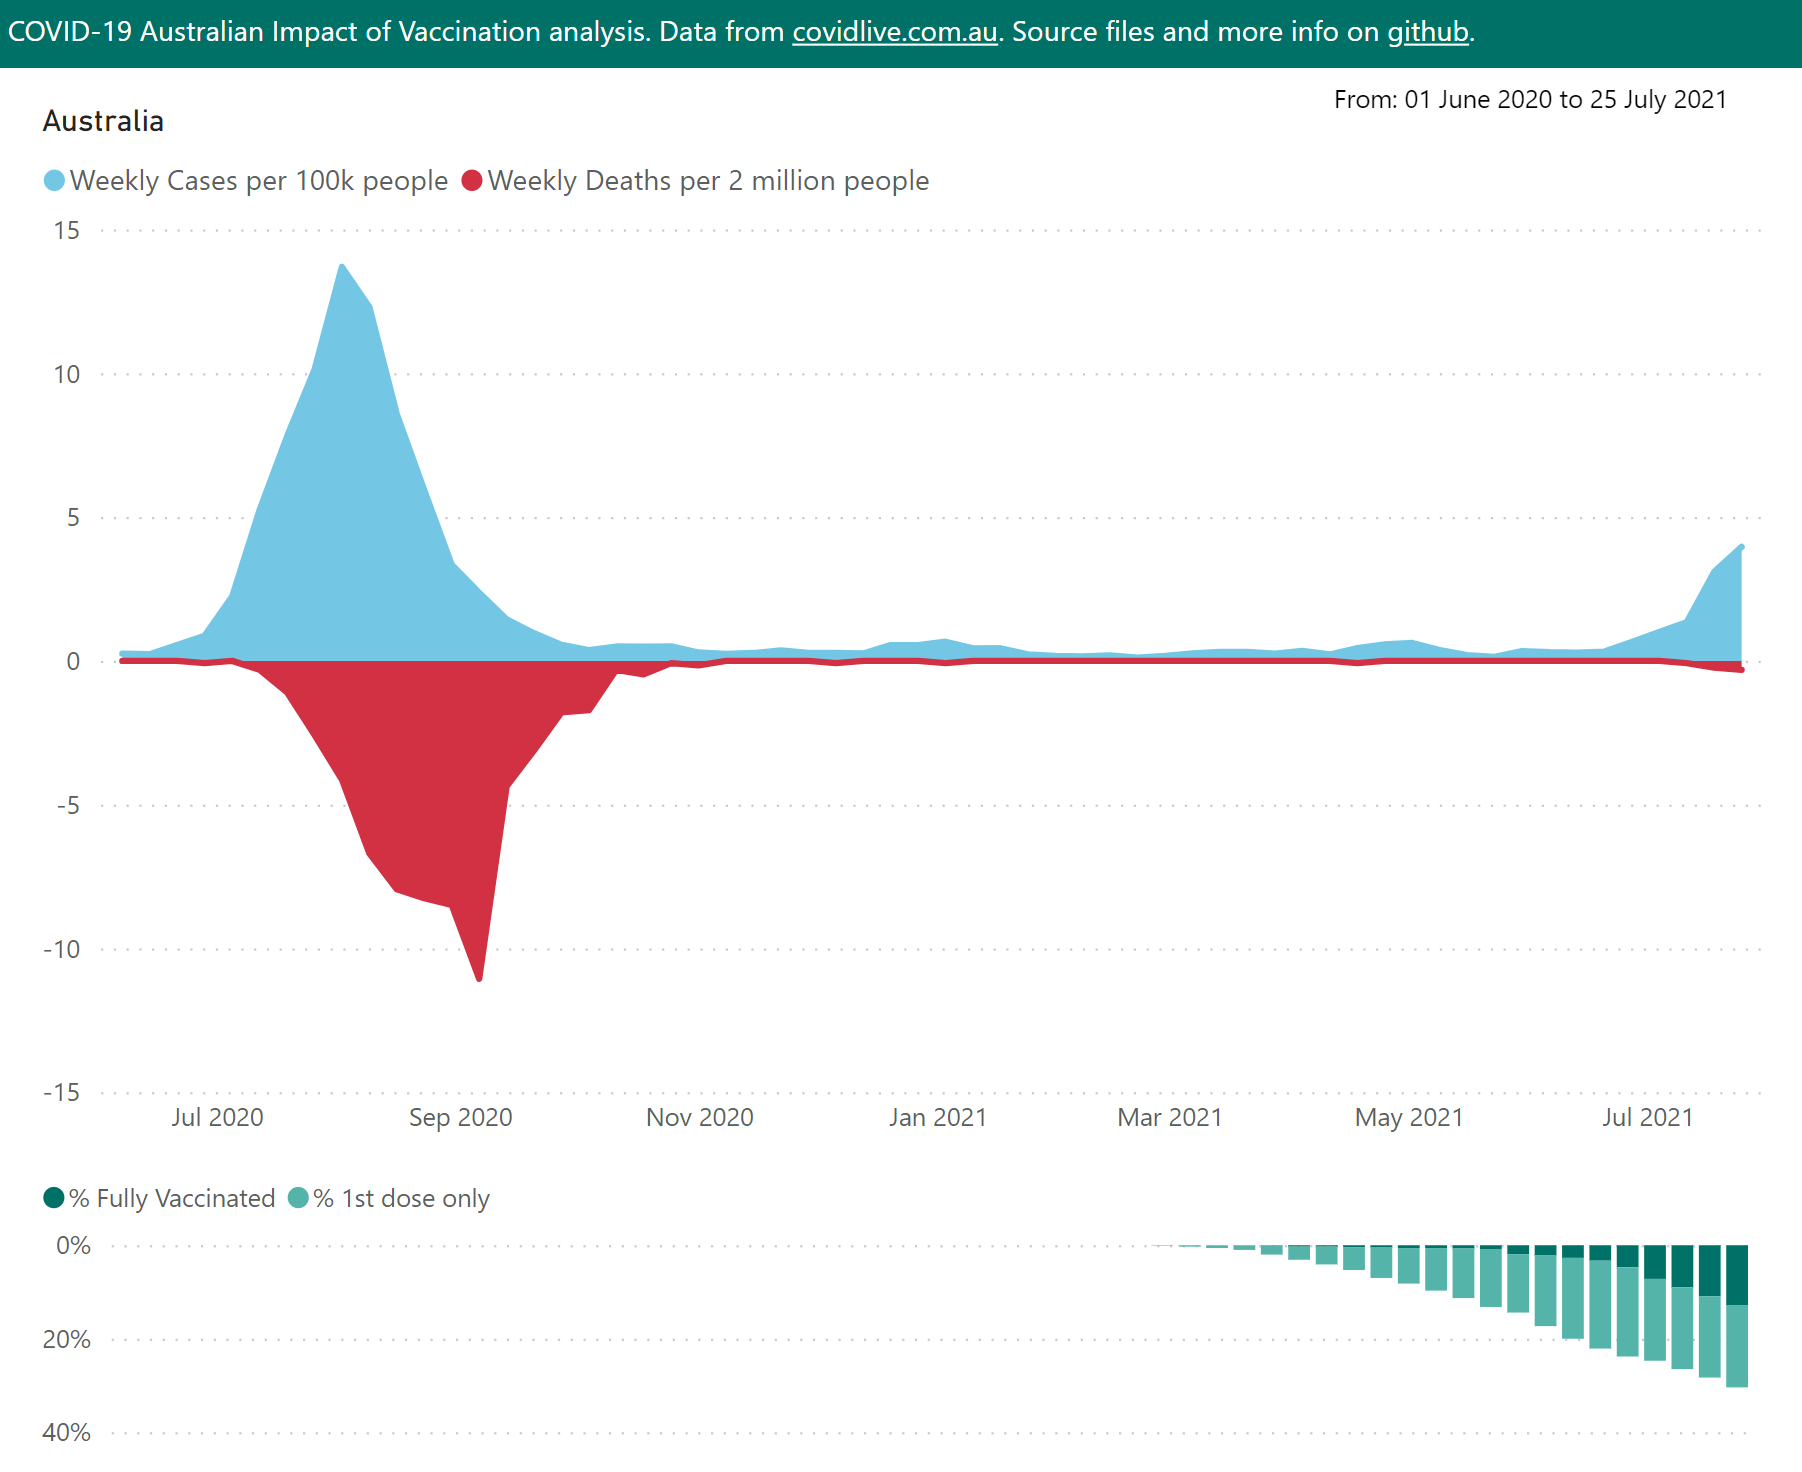 COVID-19 Australian Impact of Vaccination analysis. Data from covidlive.com.au. Source files and more info on github.
From: 01 June 2020 to 25 July 2021
Australia
Weekly Cases per 100k people Weekly Deaths per 2 million people
15
10
5
0
-5
-10
-15
Jul 2020 Sep 2020 Nov 2020 Jan 2021 Mar 2021 May 2021 Jul 2021
% Fully Vaccinated % 1st dose only
0%
20%
40%